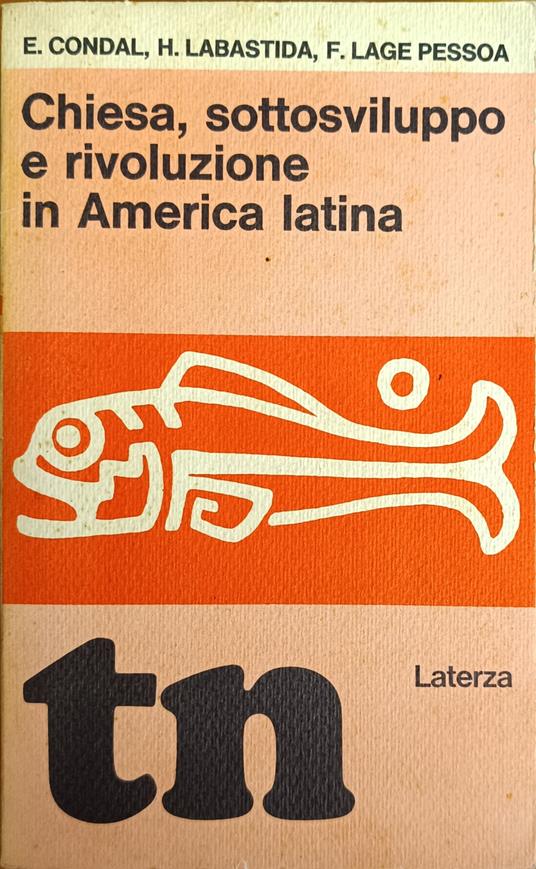 E. CONDAL, H. LABASTIDA, F. LAGE PESSOA
Chiesa, sottosviluppo
e rivoluzione
in America latina
Laterza
tn